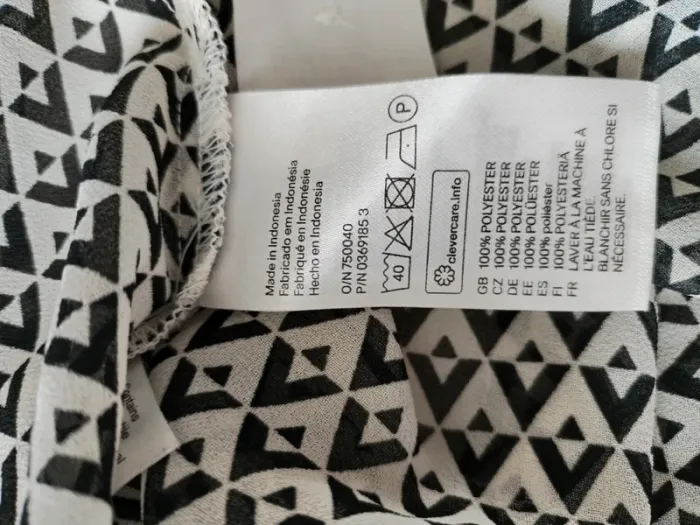 Made in Indonesia
Fabricado em Indonésia
Fabriqué en Indonésie
Hecho en Indonesia
O/N 750040
P/N 0369185 3
40
P
clevercare.info
GB 100% POLYESTER
CZ 100% POLYESTER
DE 100% POLYESTER
EE 100% POLÜESTER
ES 100% poliéster
FI 100% POLYESTERIÄ
FR LAVER À LA MACHINE À
L'EAU TIÈDE.
BLANCHIR SANS CHLORE SI
NÉCESSAIRE.